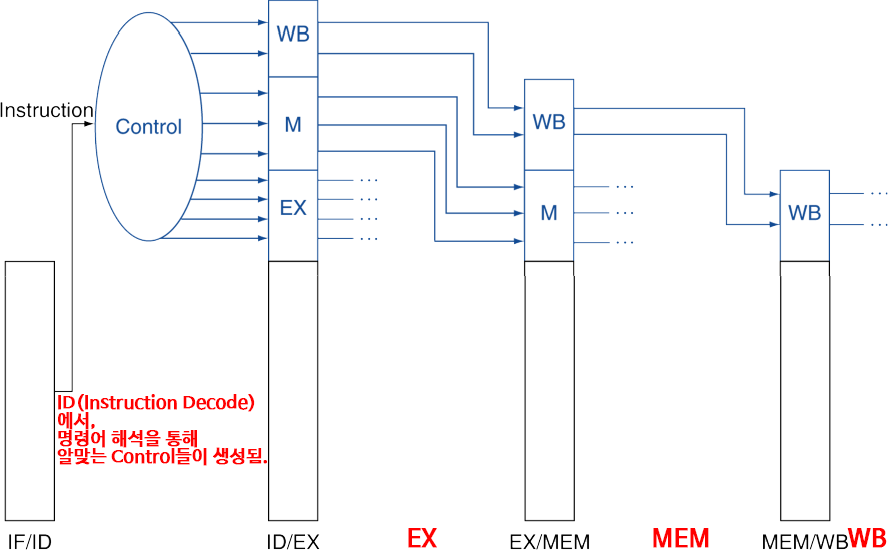 WB
Instruction
Control
M
WB
EX
...
...
...
...
M
...
...
...
WB
...
...
ID(Instruction Decode)
에서,
명령어 해석을 통해
알맞는 Control들이 생성됨.
IF/ID
ID/EX
EX
EX/MEM
MEM
MEM/WB
WB